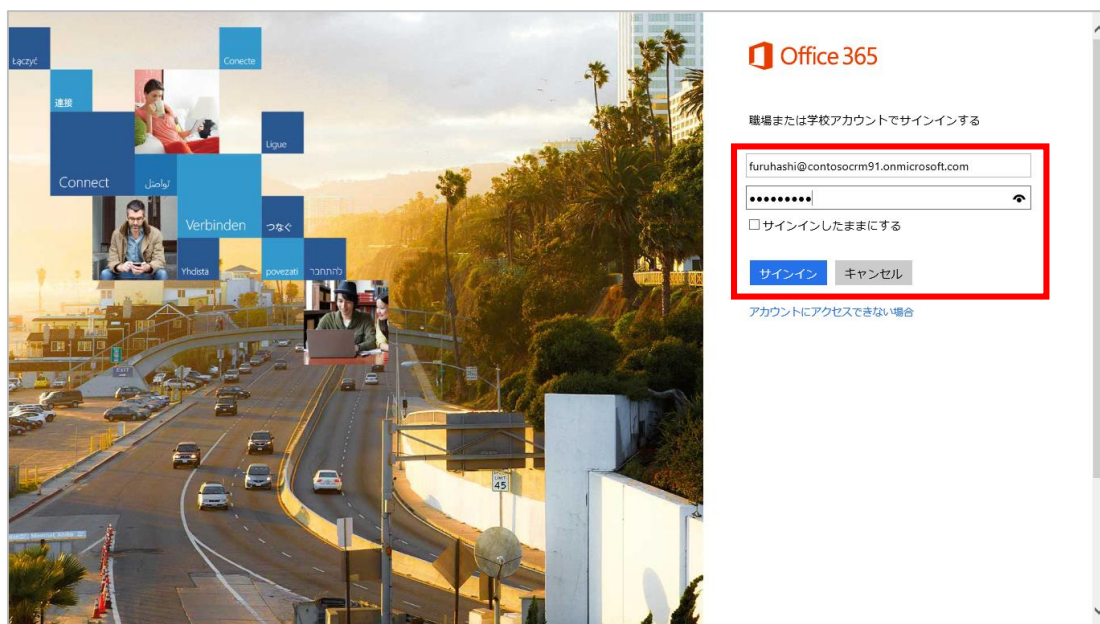 Łączyć
Conecte
連接
Ligue
Connect
تواصل
Verbinden
つなぐ
Yhdistä
povezati
להתחבר
EXIT
LIMIT
45
Office 365
職場または学校アカウントでサインインする
furuhashi@contosocrm91.onmicrosoft.com
•••••••••
サインインしたままにする
サインイン
キャンセル
アカウントにアクセスできない場合